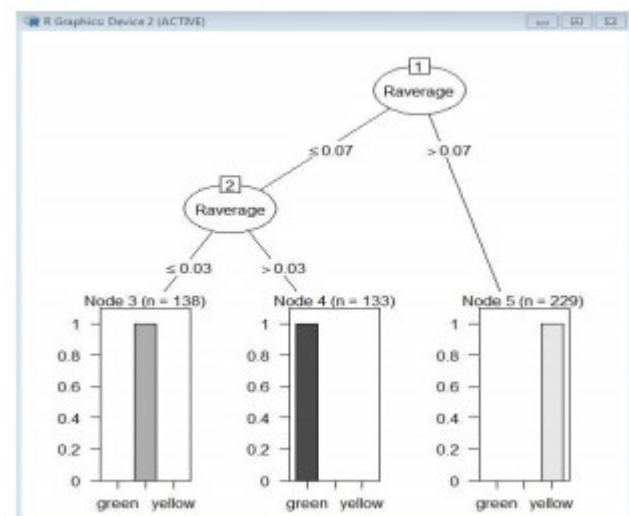 R Graphics: Device 2 (ACTIVE)
1
Raverage
≤ 0.07 > 0.07
2
Raverage
≤ 0.03 > 0.03
Node 3 (n = 138) Node 4 (n = 133) Node 5 (n = 229)
1 1 1
0.8 0.8 0.8
0.6 0.6 0.6
0.4 0.4 0.4
0.2 0.2 0.2
0 0 0
green yellow green yellow green yellow